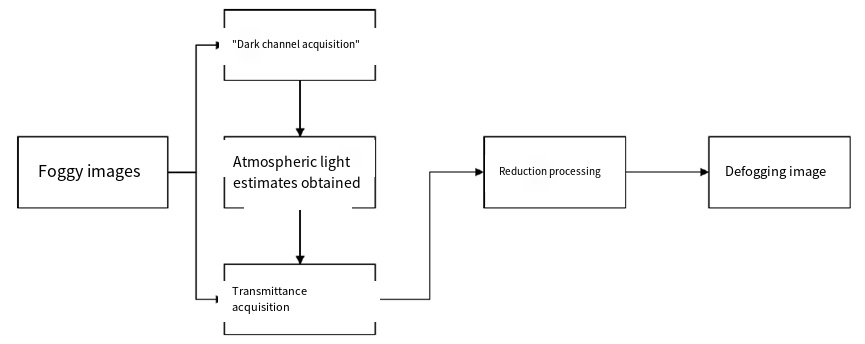 "Dark channel acquisition"
Foggy images
Atmospheric light
estimates obtained
Reduction processing
Defogging image
Transmittance
acquisition